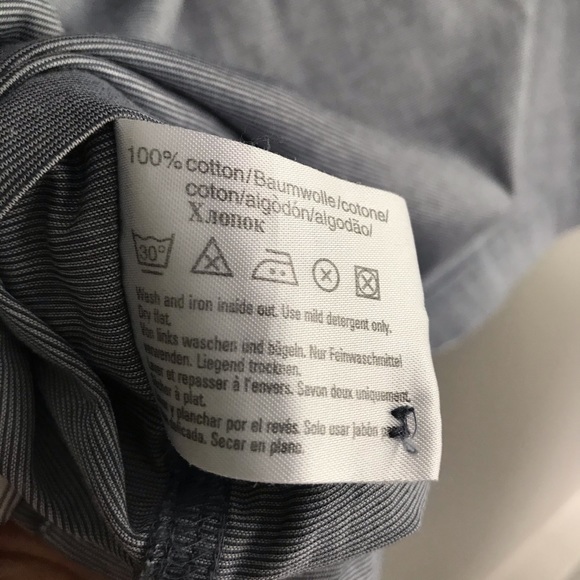 100% cotton/Baumwolle/cotone/
coton/algodón/algodão/
Хлопок
30°
Wash and iron inside out. Use mild detergent only.
Dry flat.
links waschen und bügeln. Nur Feinwaschmittel
Liegend trocknen.
et repasser à l'envers. Savon doux uniquement.
à plat.
planchar por el revés. Solo usar jabón
Secar en plano.